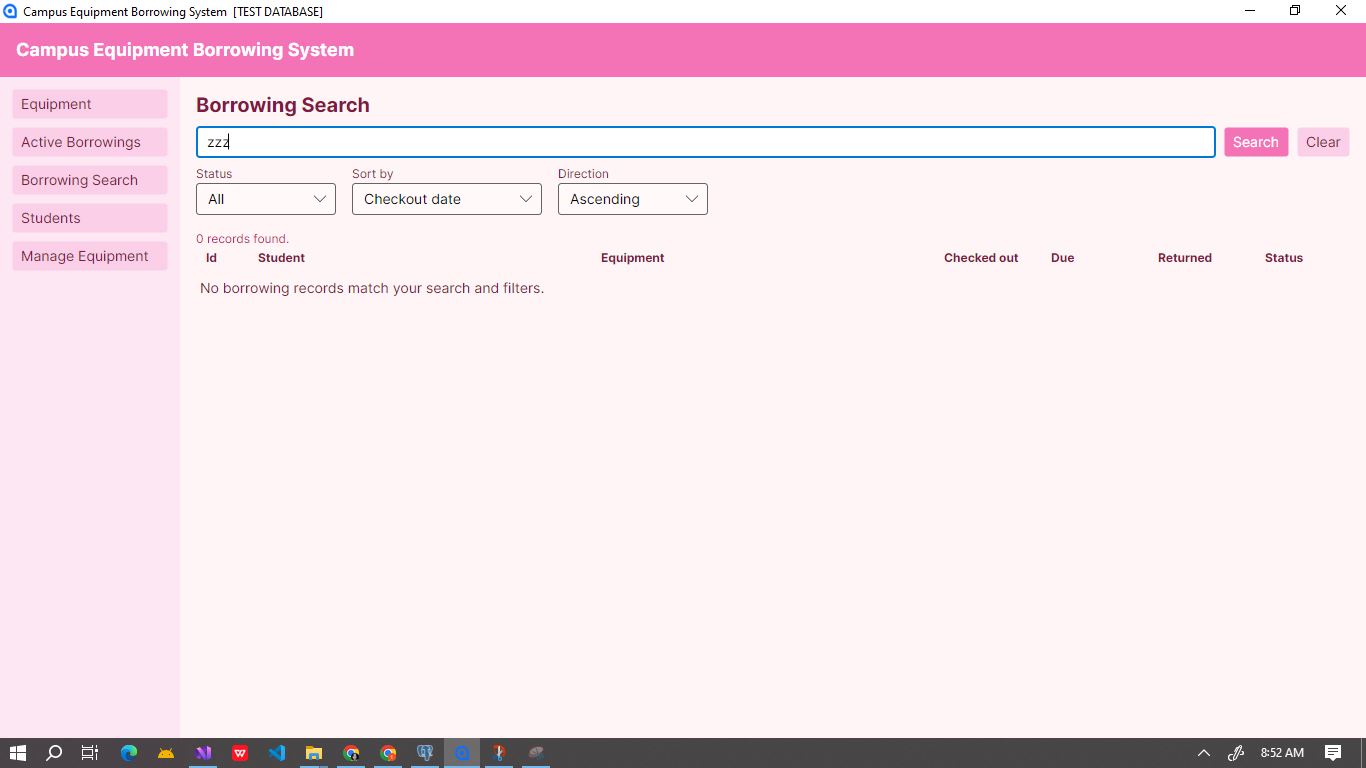 Campus Equipment Borrowing System [TEST DATABASE]
Campus Equipment Borrowing System
Equipment
Active Borrowings
Borrowing Search
Students
Manage Equipment
Borrowing Search
zzz
Search
Clear
Status
Sort by
Direction
All
Checkout date
Ascending
0 records found.
Id Student Equipment Checked out Due Returned Status
No borrowing records match your search and filters.
8:52 AM